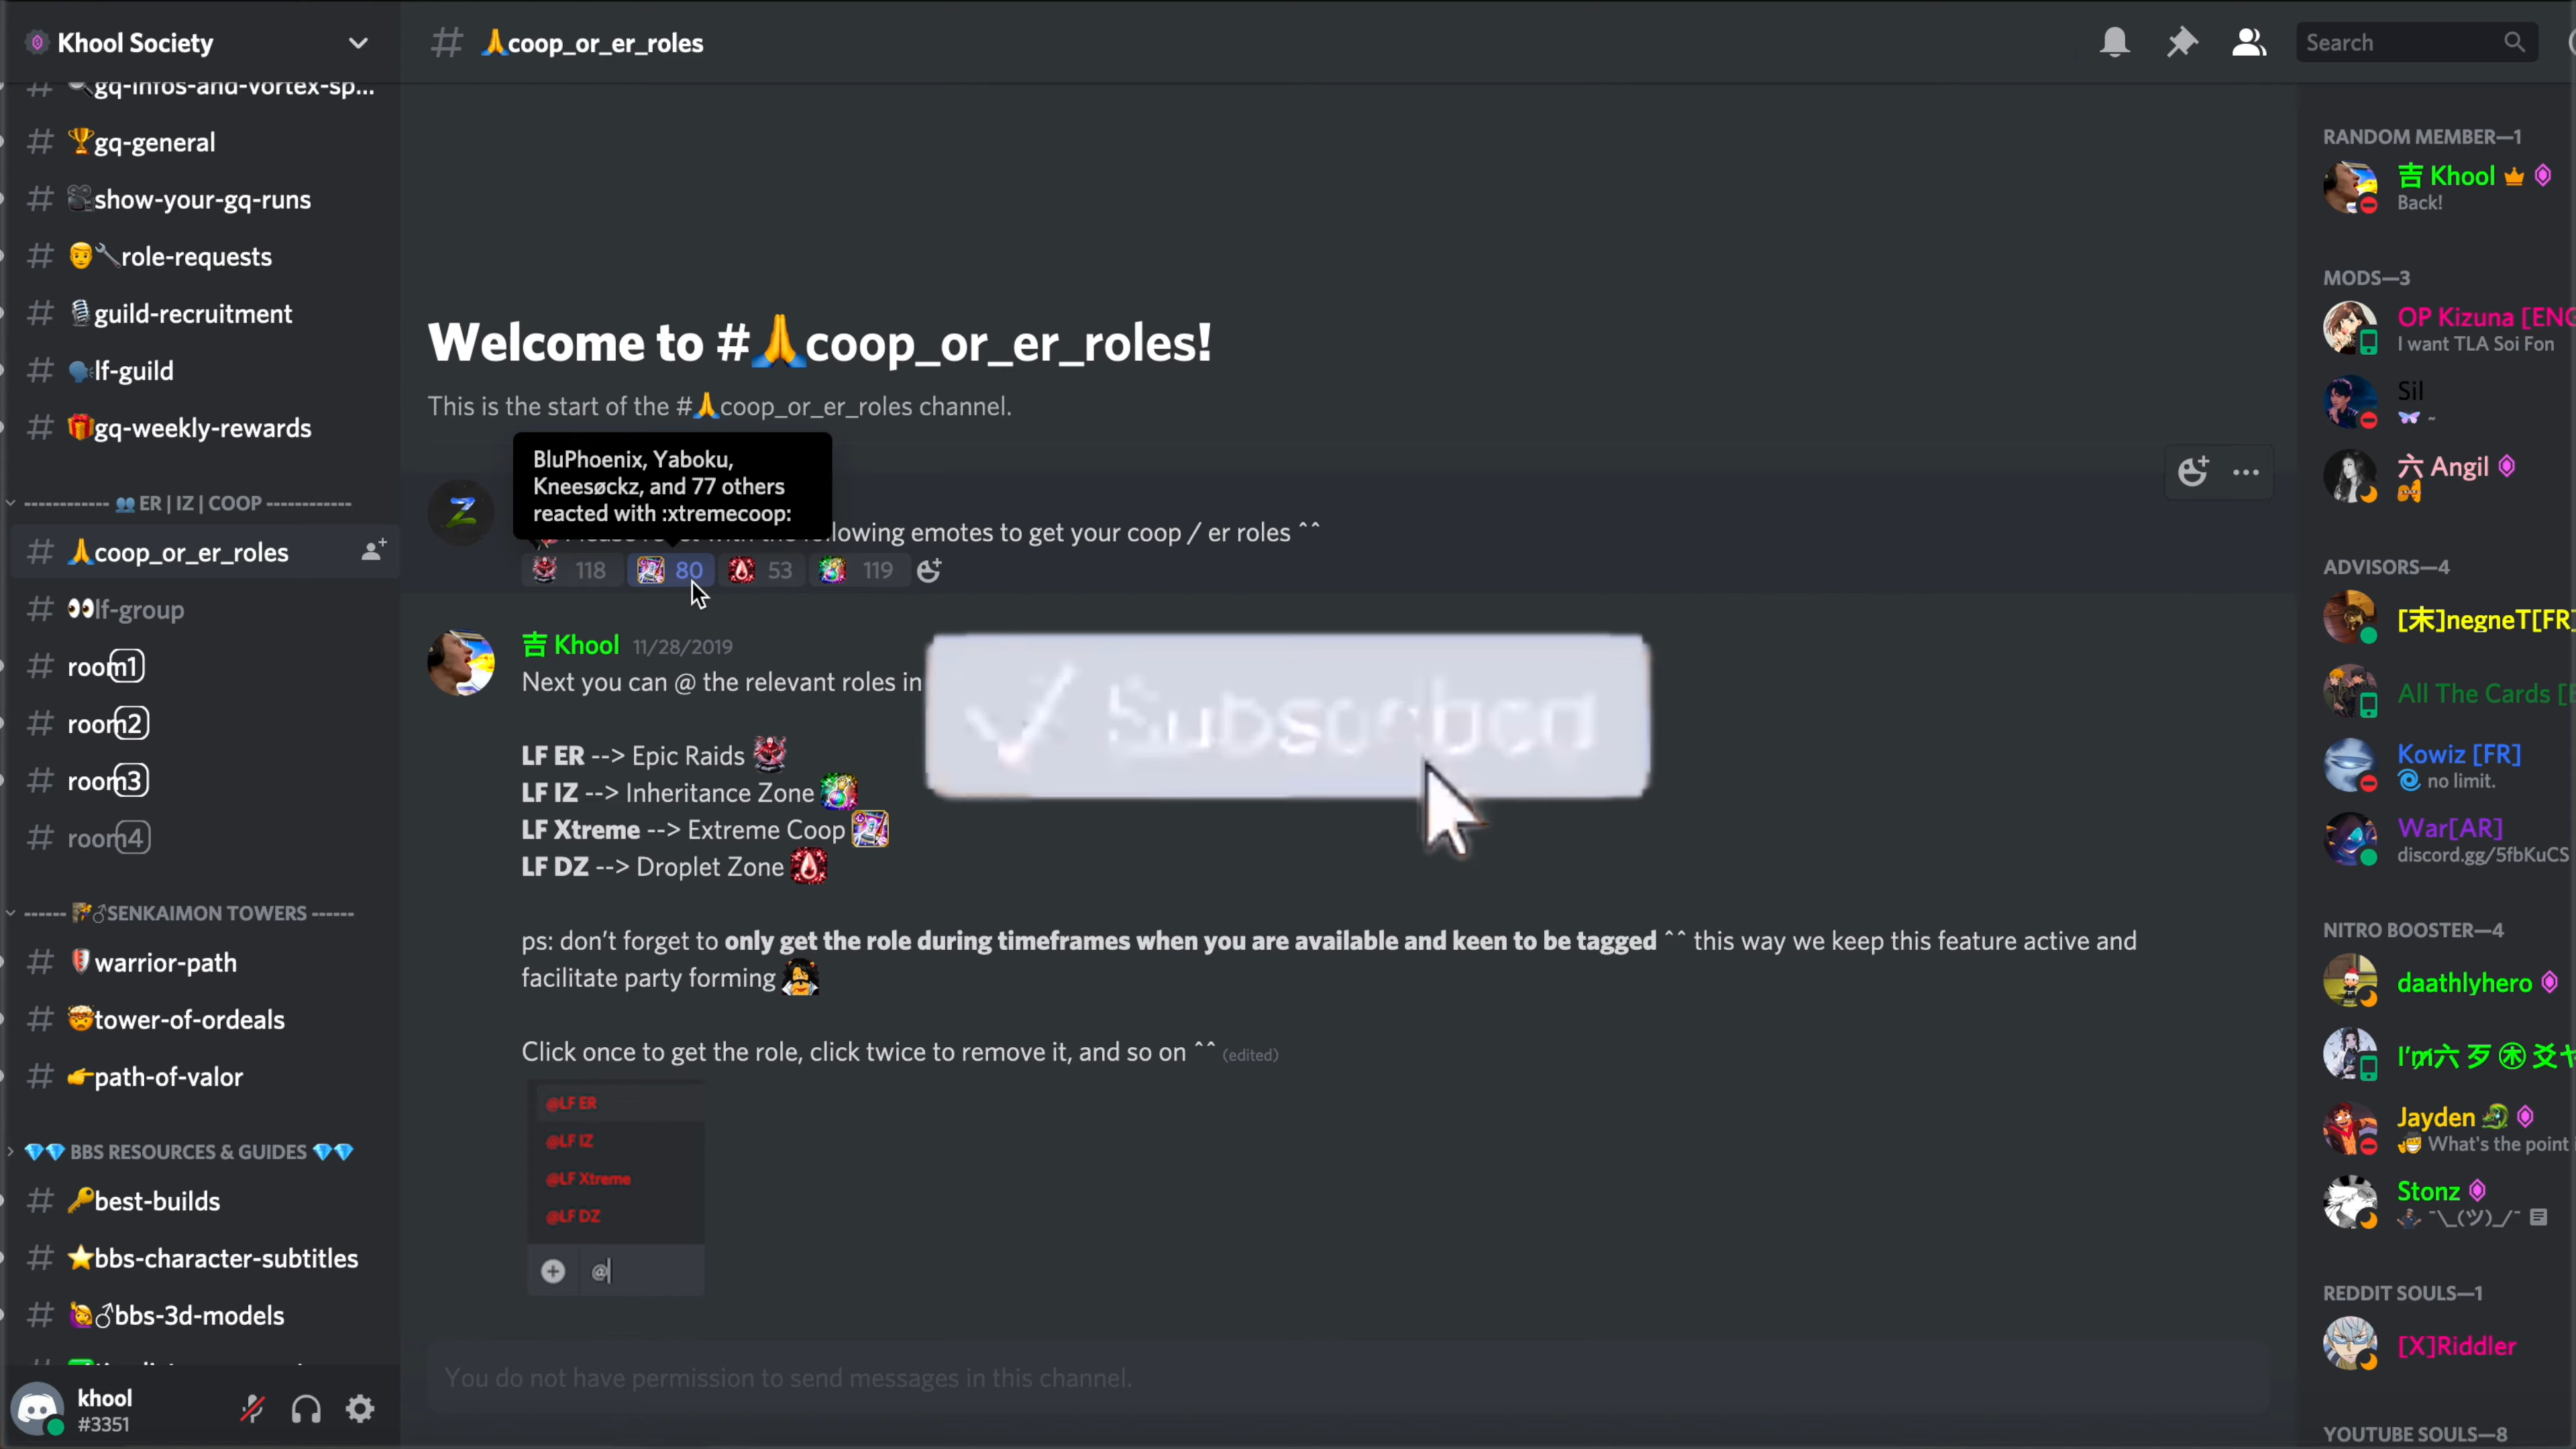 Khool Society
gq-infos-and-vortex-sp...
gq-general
show-your-gq-runs
role-requests
guild-recruitment
lf-guild
gq-weekly-rewards
------------ ER | IZ | COOP ------------
coop_or_er_roles
lf-group
room1
room2
room3
room4
------ SENKAIMON TOWERS ------
warrior-path
tower-of-ordeals
path-of-valor
BBS RESOURCES & GUIDES
best-builds
bbs-character-subtitles
bbs-3d-models
khool
#3351
# coop_or_er_roles
Search
Welcome to # coop_or_er_roles!
This is the start of the # coop_or_er_roles channel.
BluPhoenix, Yaboku,
Kneesøckz, and 77 others
reacted with :xtremecoop:
lowing emotes to get your coop / er roles ^^
118 80 53 119
吉 Khool 11/28/2019
Next you can @ the relevant roles in
Subscribed
LF ER --> Epic Raids
LF IZ --> Inheritance Zone
LF Xtreme --> Extreme Coop
LF DZ --> Droplet Zone
ps: don't forget to only get the role during timeframes when you are available and keen to be tagged ^^ this way we keep this feature active and
facilitate party forming
Click once to get the role, click twice to remove it, and so on ^^ (edited)
@LF ER
@LF IZ
@LF Xtreme
@LF DZ
@
You do not have permission to send messages in this channel.
RANDOM MEMBER—1
吉 Khool
Back!
MODS—3
OP Kizuna [ENG
I want TLA Soi Fon
Sil
~
六 Angil
ADVISORS—4
[末]negneT[FR]
All The Cards [E
Kowiz [FR]
no limit.
War[AR]
discord.gg/5fbKuCS
NITRO BOOSTER—4
daathlyhero
Jayden
What's the point i
Stonz
¯\_(ツ)_/¯
REDDIT SOULS—1
[X]Riddler
YOUTUBE SOULS—8